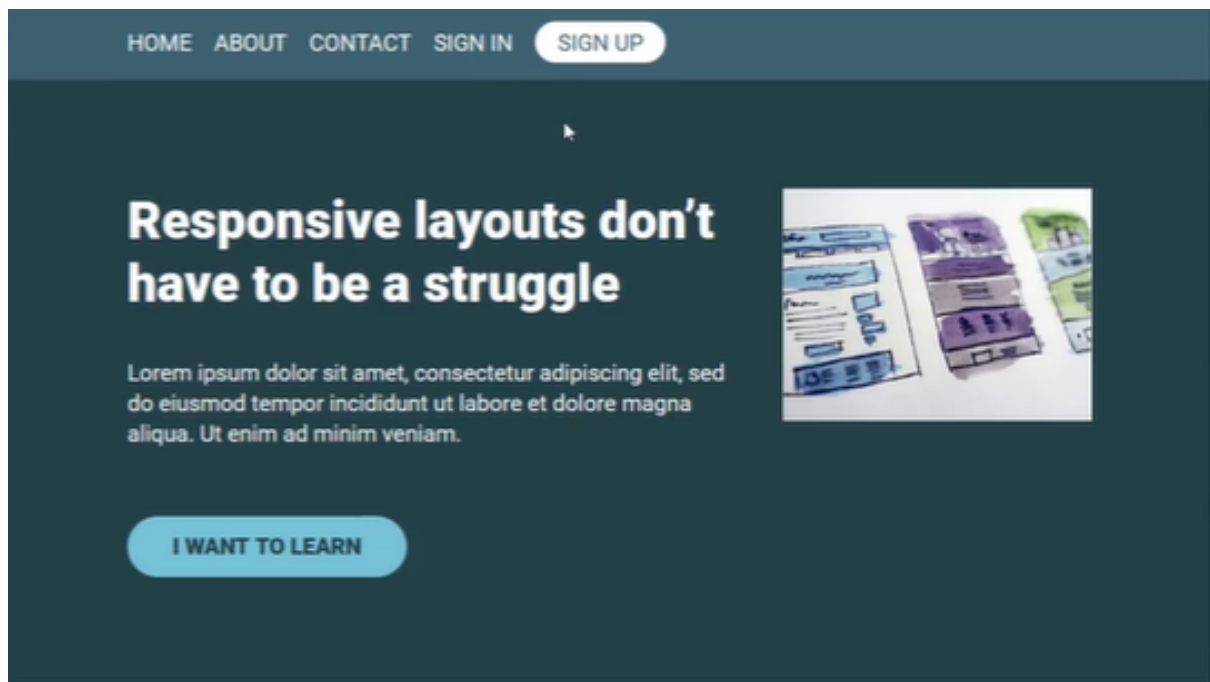 HOME ABOUT CONTACT SIGN IN SIGN UP
Responsive layouts don’t
have to be a struggle
Lorem ipsum dolor sit amet, consectetur adipiscing elit, sed
do eiusmod tempor incididunt ut labore et dolore magna
aliqua. Ut enim ad minim veniam.
I WANT TO LEARN